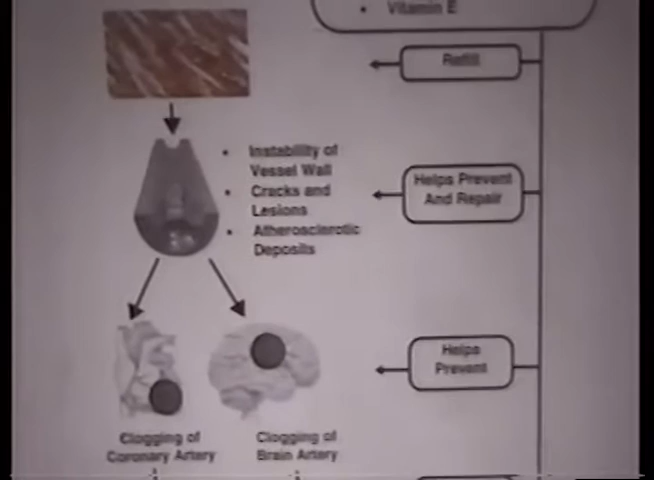 • Vitamin E
Refill
• Instability of
Vessel Wall
• Cracks and
Lesions
• Atherosclerotic
Deposits
Helps Prevent
And Repair
Helps
Prevent
Clogging of
Coronary Artery
Clogging of
Brain Artery